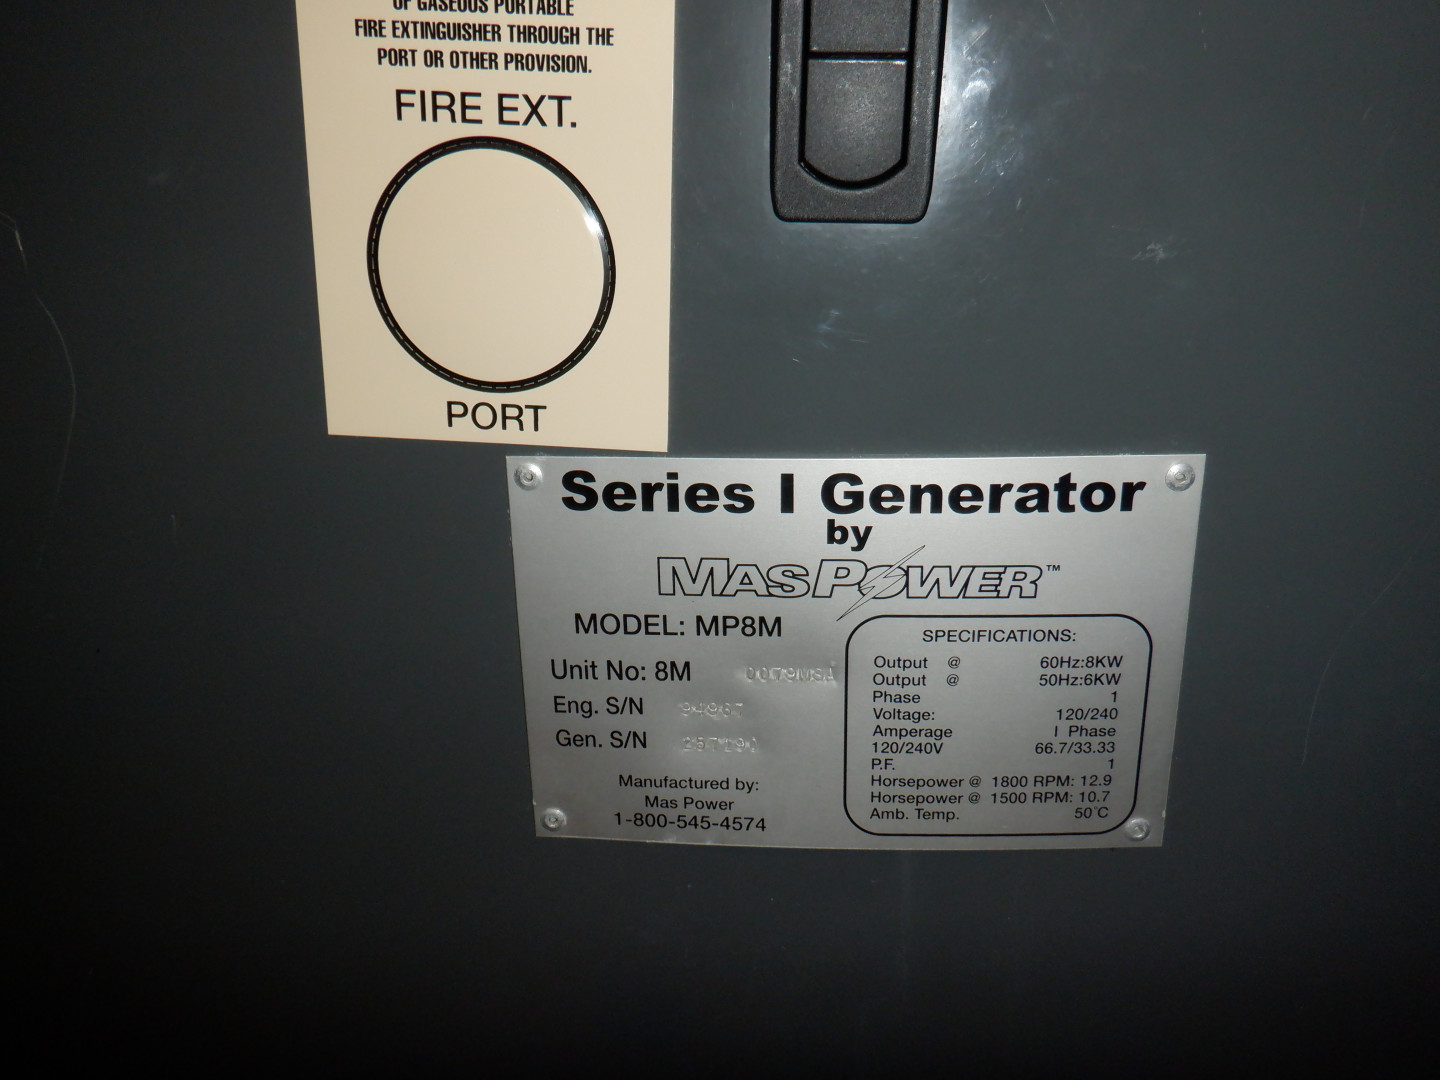 OF GASEOUS PORTABLE
FIRE EXTINGUISHER THROUGH THE
PORT OR OTHER PROVISION.
FIRE EXT.
PORT
Series I Generator
by
MASPOWER™
MODEL: MP8M
Unit No: 8M 0079MSA
Eng. S/N
Gen. S/N
Manufactured by:
Mas Power
1-800-545-4574
SPECIFICATIONS:
Output @ 60Hz:8KW
Output @ 50Hz:6KW
Phase 1
Voltage: 120/240
Amperage I Phase
120/240V 66.7/33.33
P.F. 1
Horsepower @ 1800 RPM: 12.9
Horsepower @ 1500 RPM: 10.7
Amb. Temp. 50°C